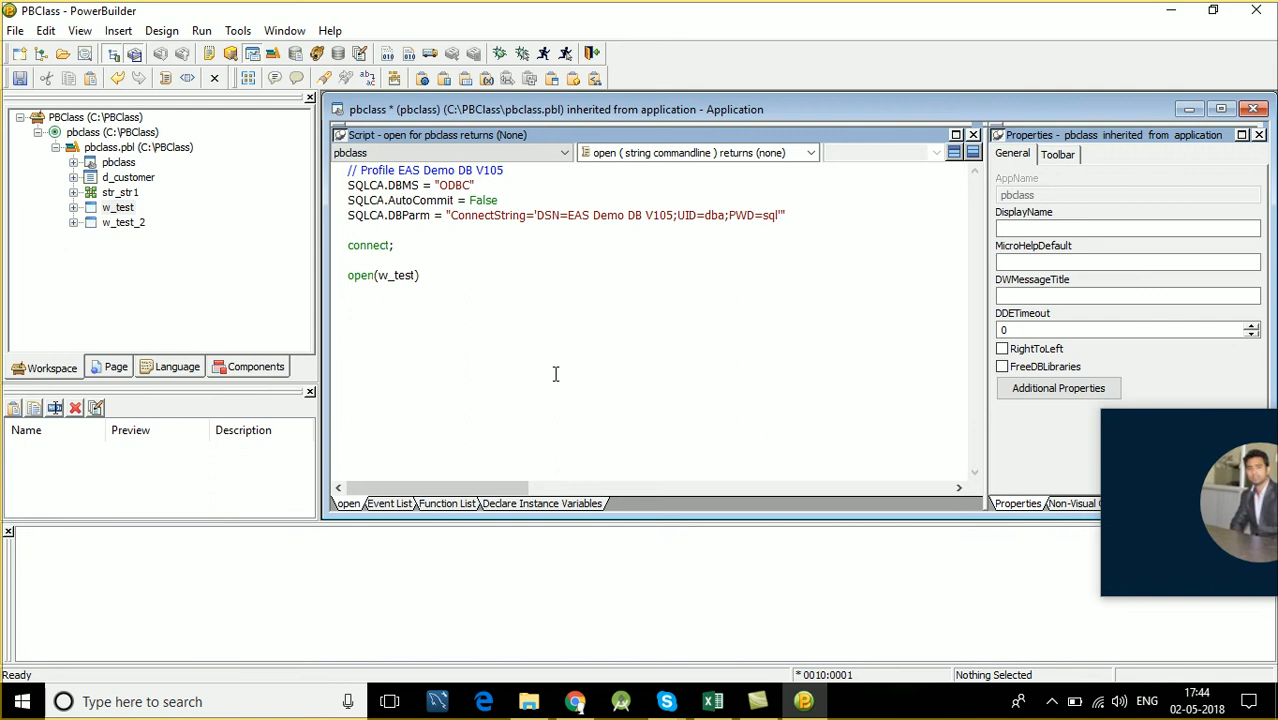 PBClass - PowerBuilder
File Edit View Insert Design Run Tools Window Help
PBClass (C:\PBClass)
pbclass (C:\PBClass)
pbclass.pbl (C:\PBClass)
pbclass
d_customer
str_str1
w_test
w_test_2
Workspace Page Language Components
Name Preview Description
pbclass * (pbclass) (C:\PBClass\pbclass.pbl) inherited from application - Application
Script - open for pbclass returns (None)
pbclass open ( string commandline ) returns (none)
// Profile EAS Demo DB V105
SQLCA.DBMS = "ODBC"
SQLCA.AutoCommit = False
SQLCA.DBParm = "ConnectString='DSN=EAS Demo DB V105;UID=dba;PWD=sql'"
connect;
open(w_test)
open Event List Function List Declare Instance Variables
Properties - pbclass inherited from application
General Toolbar
AppName
pbclass
DisplayName
MicroHelpDefault
DWMessageTitle
DDETimeout
0
RightToLeft
FreeDBLibraries
Additional Properties
Properties Non-Visual
Ready * 0010:0001 Nothing Selected
Type here to search
ENG
17:44
02-05-2018